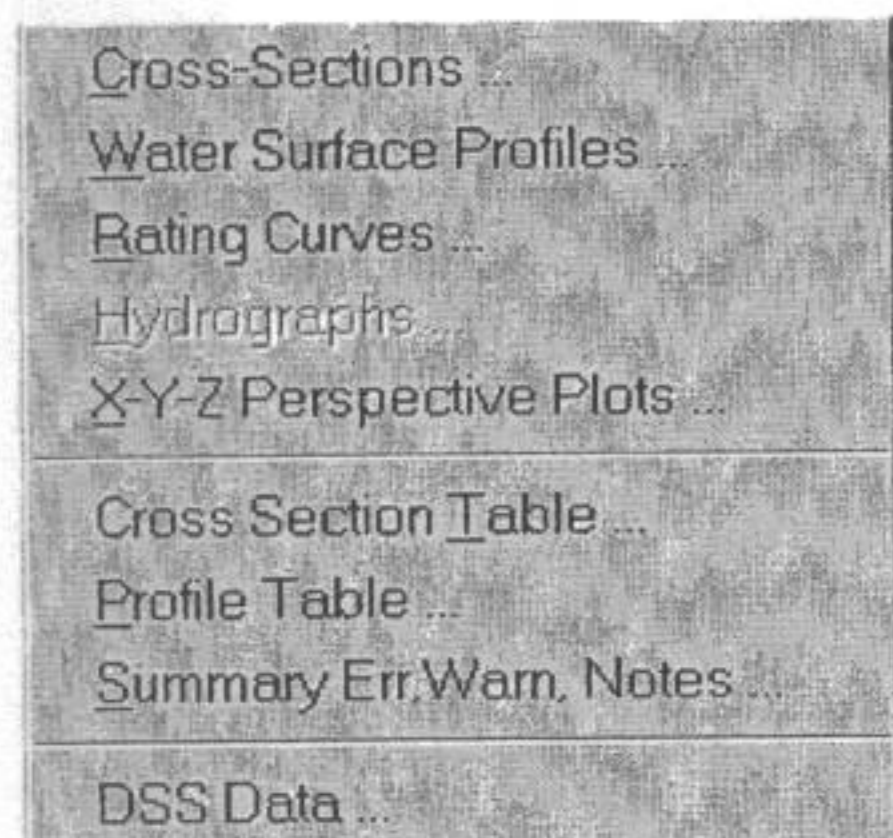 Cross-Sections ...
Water Surface Profiles ...
Rating Curves ...
Hydrographs...
X-Y-Z Perspective Plots ...
Cross Section Table ...
Profile Table ...
Summary Err,Warn, Notes ...
DSS Data ...